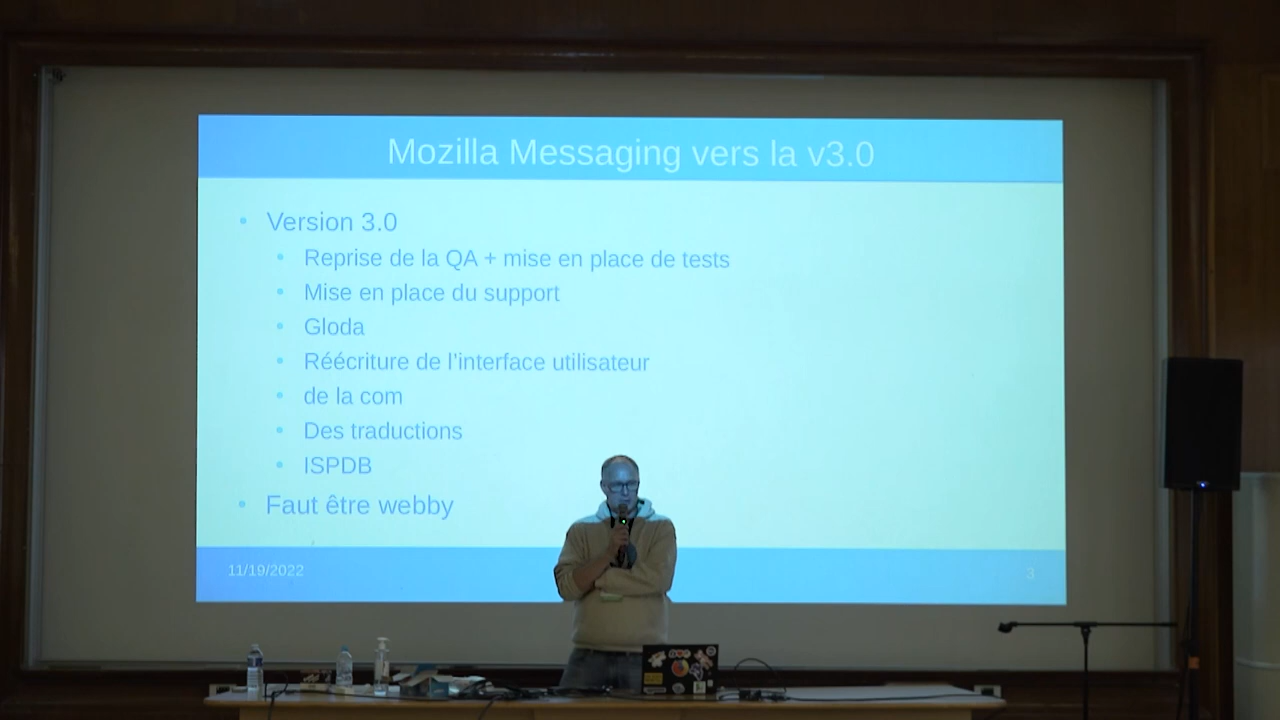 Mozilla Messaging vers la v3.0
Version 3.0
Reprise de la QA + mise en place de tests
Mise en place du support
Gloda
Réécriture de l'interface utilisateur
de la com
Des traductions
ISPDB
Faut être webby
11/19/2022
3